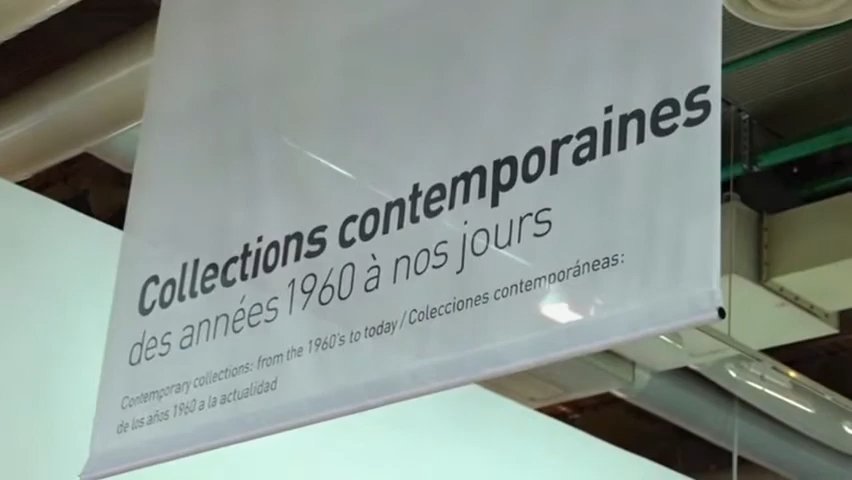 Collections contemporaines
des années 1960 à nos jours
Contemporary collections: from the 1960's to today / Colecciones contemporáneas:
de los años 1960 a la actualidad